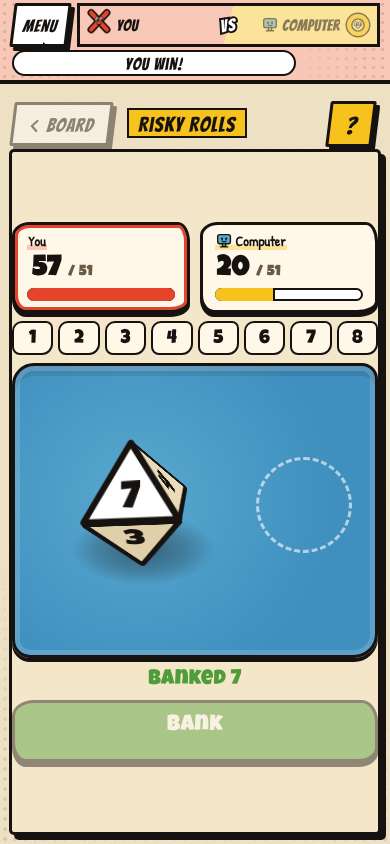 MENU
YOU
VS
COMPUTER
YOU WIN!
< BOARD
RISKY ROLLS
?
You
57 / 51
Computer
20 / 51
1 2 3 4 5 6 7 8
7
4
3
Banked 7
BANK